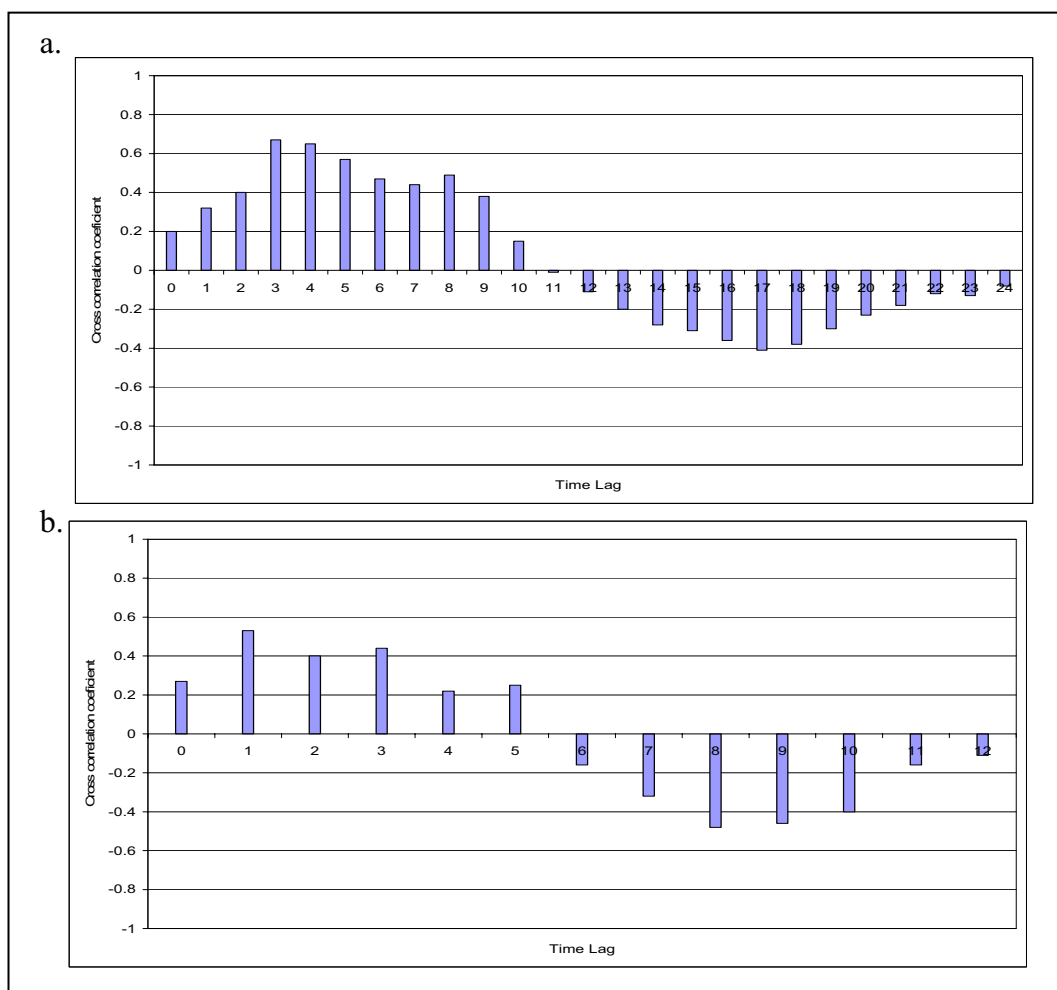 a.
1
0.8
0.6
0.4
0.2
0
-0.2
-0.4
-0.6
-0.8
-1
Cross correlation coeficient
0 1 2 3 4 5 6 7 8 9 10 11 12 13 14 15 16 17 18 19 20 21 22 23 24
Time Lag
b.
1
0.8
0.6
0.4
0.2
0
-0.2
-0.4
-0.6
-0.8
-1
Cross correlation coeficient
0 1 2 3 4 5 6 7 8 9 10 11 12
Time Lag